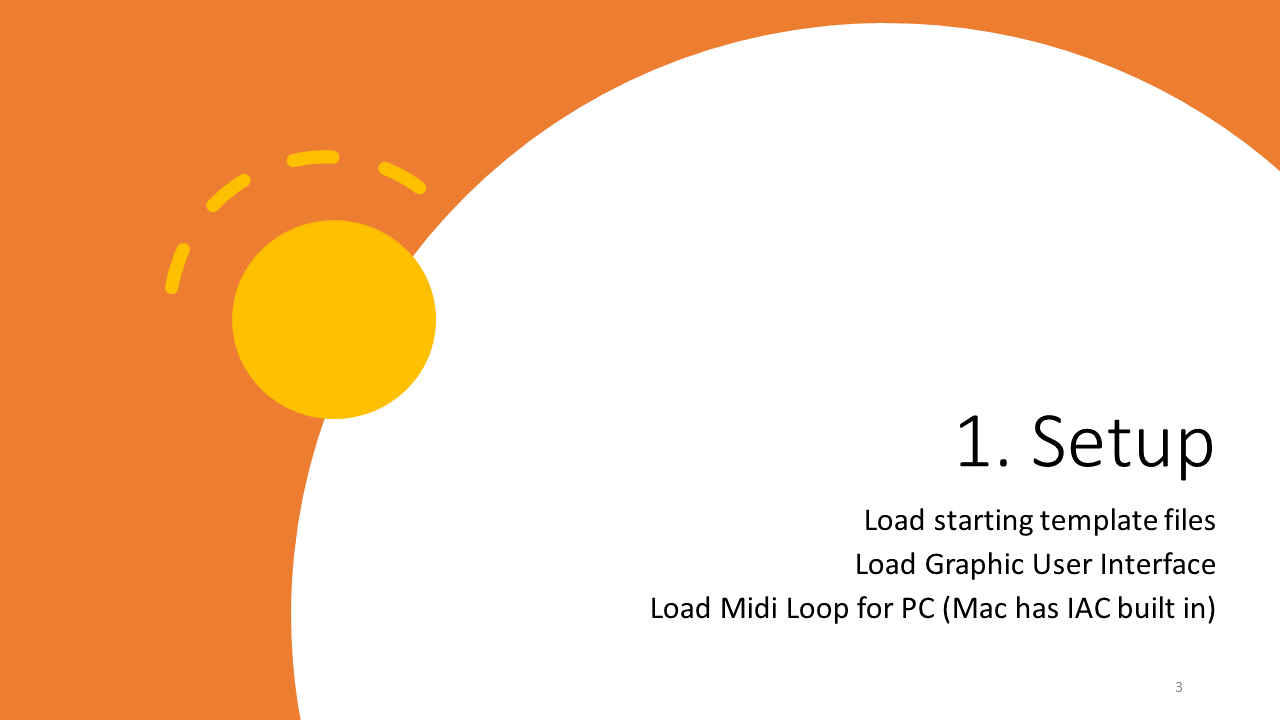 1. Setup
Load starting template files
Load Graphic User Interface
Load Midi Loop for PC (Mac has IAC built in)
3